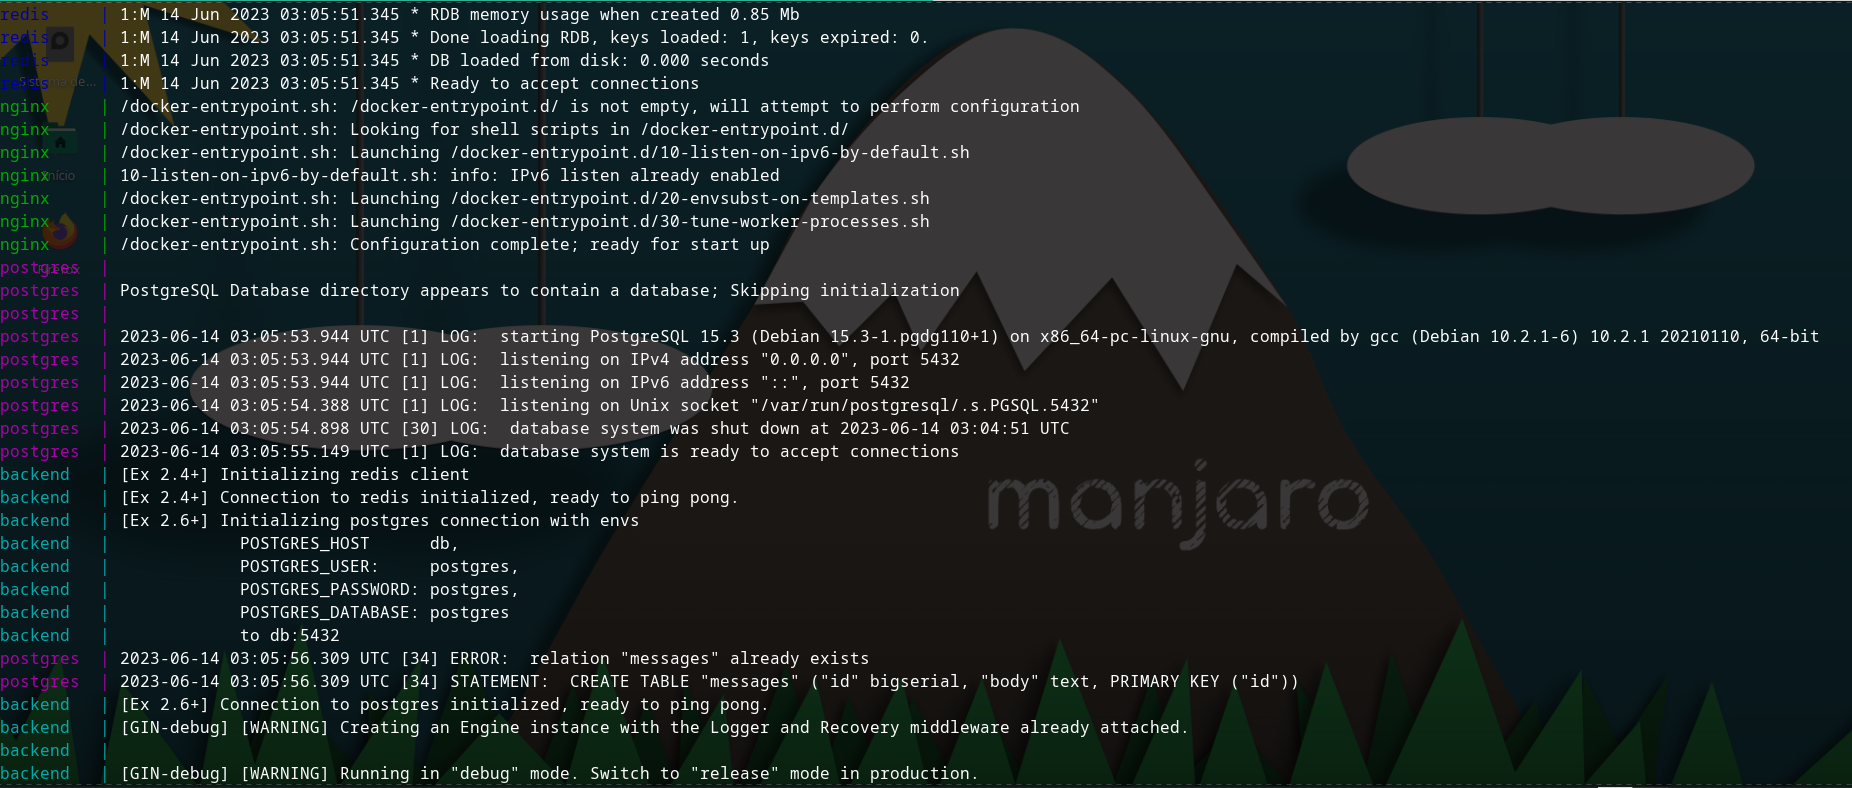 redis | 1:M 14 Jun 2023 03:05:51.345 * RDB memory usage when created 0.85 Mb
redis | 1:M 14 Jun 2023 03:05:51.345 * Done loading RDB, keys loaded: 1, keys expired: 0.
redis | 1:M 14 Jun 2023 03:05:51.345 * DB loaded from disk: 0.000 seconds
redis | 1:M 14 Jun 2023 03:05:51.345 * Ready to accept connections
nginx | /docker-entrypoint.sh: /docker-entrypoint.d/ is not empty, will attempt to perform configuration
nginx | /docker-entrypoint.sh: Looking for shell scripts in /docker-entrypoint.d/
nginx | /docker-entrypoint.sh: Launching /docker-entrypoint.d/10-listen-on-ipv6-by-default.sh
nginx | 10-listen-on-ipv6-by-default.sh: info: IPv6 listen already enabled
nginx | /docker-entrypoint.sh: Launching /docker-entrypoint.d/20-envsubst-on-templates.sh
nginx | /docker-entrypoint.sh: Launching /docker-entrypoint.d/30-tune-worker-processes.sh
nginx | /docker-entrypoint.sh: Configuration complete; ready for start up
postgres |
postgres | PostgreSQL Database directory appears to contain a database; Skipping initialization
postgres |
postgres | 2023-06-14 03:05:53.944 UTC [1] LOG:  starting PostgreSQL 15.3 (Debian 15.3-1.pgdg110+1) on x86_64-pc-linux-gnu, compiled by gcc (Debian 10.2.1-6) 10.2.1 20210110, 64-bit
postgres | 2023-06-14 03:05:53.944 UTC [1] LOG:  listening on IPv4 address "0.0.0.0", port 5432
postgres | 2023-06-14 03:05:53.944 UTC [1] LOG:  listening on IPv6 address "::", port 5432
postgres | 2023-06-14 03:05:54.388 UTC [1] LOG:  listening on Unix socket "/var/run/postgresql/.s.PGSQL.5432"
postgres | 2023-06-14 03:05:54.898 UTC [30] LOG:  database system was shut down at 2023-06-14 03:04:51 UTC
postgres | 2023-06-14 03:05:55.149 UTC [1] LOG:  database system is ready to accept connections
backend | [Ex 2.4+] Initializing redis client
backend | [Ex 2.4+] Connection to redis initialized, ready to ping pong.
backend | [Ex 2.6+] Initializing postgres connection with envs
backend | POSTGRES_HOST      db,
backend | POSTGRES_USER:     postgres,
backend | POSTGRES_PASSWORD: postgres,
backend | POSTGRES_DATABASE: postgres
backend | to db:5432
postgres | 2023-06-14 03:05:56.309 UTC [34] ERROR:  relation "messages" already exists
postgres | 2023-06-14 03:05:56.309 UTC [34] STATEMENT:  CREATE TABLE "messages" ("id" bigserial, "body" text, PRIMARY KEY ("id"))
backend | [Ex 2.6+] Connection to postgres initialized, ready to ping pong.
backend | [GIN-debug] [WARNING] Creating an Engine instance with the Logger and Recovery middleware already attached.
backend |
backend | [GIN-debug] [WARNING] Running in "debug" mode. Switch to "release" mode in production.
manjaro